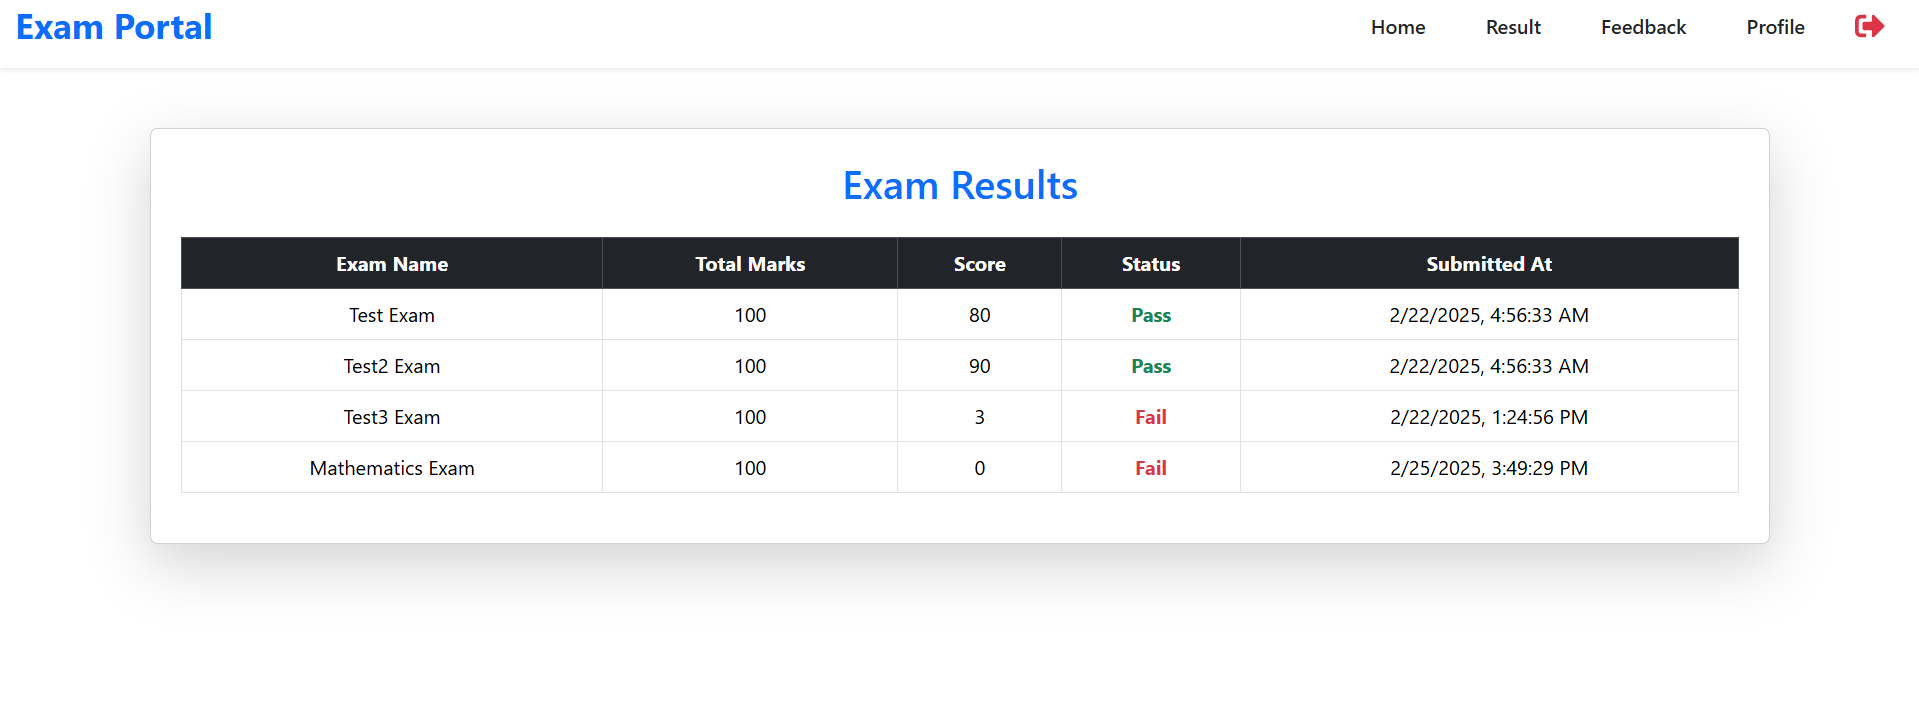 Exam Portal Home Result Feedback Profile
Exam Results
Exam Name Total Marks Score Status Submitted At
Test Exam 100 80 Pass 2/22/2025, 4:56:33 AM
Test2 Exam 100 90 Pass 2/22/2025, 4:56:33 AM
Test3 Exam 100 3 Fail 2/22/2025, 1:24:56 PM
Mathematics Exam 100 0 Fail 2/25/2025, 3:49:29 PM